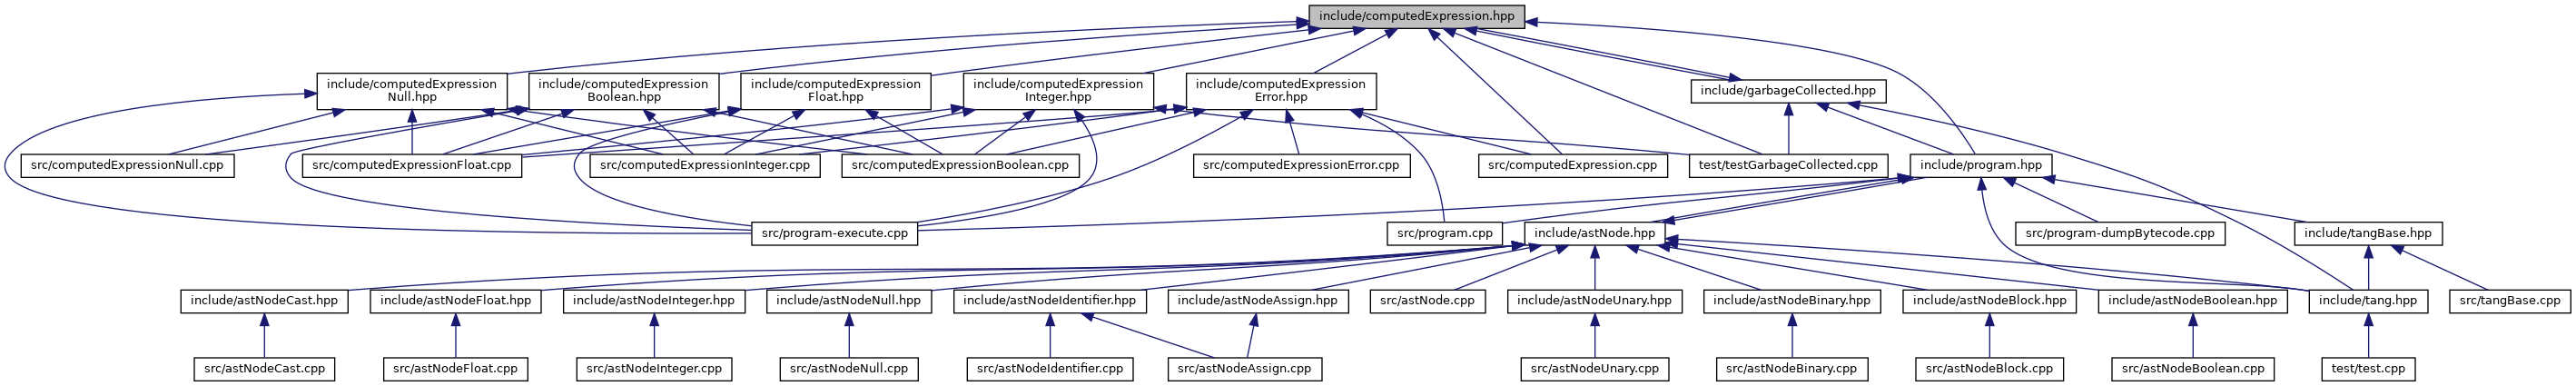 include/computedExpression.hpp
include/computedExpression
Null.hpp
include/computedExpression
Boolean.hpp
include/computedExpression
Float.hpp
include/computedExpression
Integer.hpp
include/computedExpression
Error.hpp
include/garbageCollected.hpp
src/computedExpressionNull.cpp
src/computedExpressionFloat.cpp
src/computedExpressionInteger.cpp
src/computedExpressionBoolean.cpp
src/computedExpressionError.cpp
src/computedExpression.cpp
test/testGarbageCollected.cpp
include/program.hpp
src/program-execute.cpp
src/program.cpp
include/astNode.hpp
src/program-dumpBytecode.cpp
include/tangBase.hpp
include/astNodeCast.hpp
include/astNodeFloat.hpp
include/astNodeInteger.hpp
include/astNodeNull.hpp
include/astNodeIdentifier.hpp
include/astNodeAssign.hpp
src/astNode.cpp
include/astNodeUnary.hpp
include/astNodeBinary.hpp
include/astNodeBlock.hpp
include/astNodeBoolean.hpp
include/tang.hpp
src/tangBase.cpp
src/astNodeCast.cpp
src/astNodeFloat.cpp
src/astNodeInteger.cpp
src/astNodeNull.cpp
src/astNodeIdentifier.cpp
src/astNodeAssign.cpp
src/astNodeUnary.cpp
src/astNodeBinary.cpp
src/astNodeBlock.cpp
src/astNodeBoolean.cpp
test/test.cpp